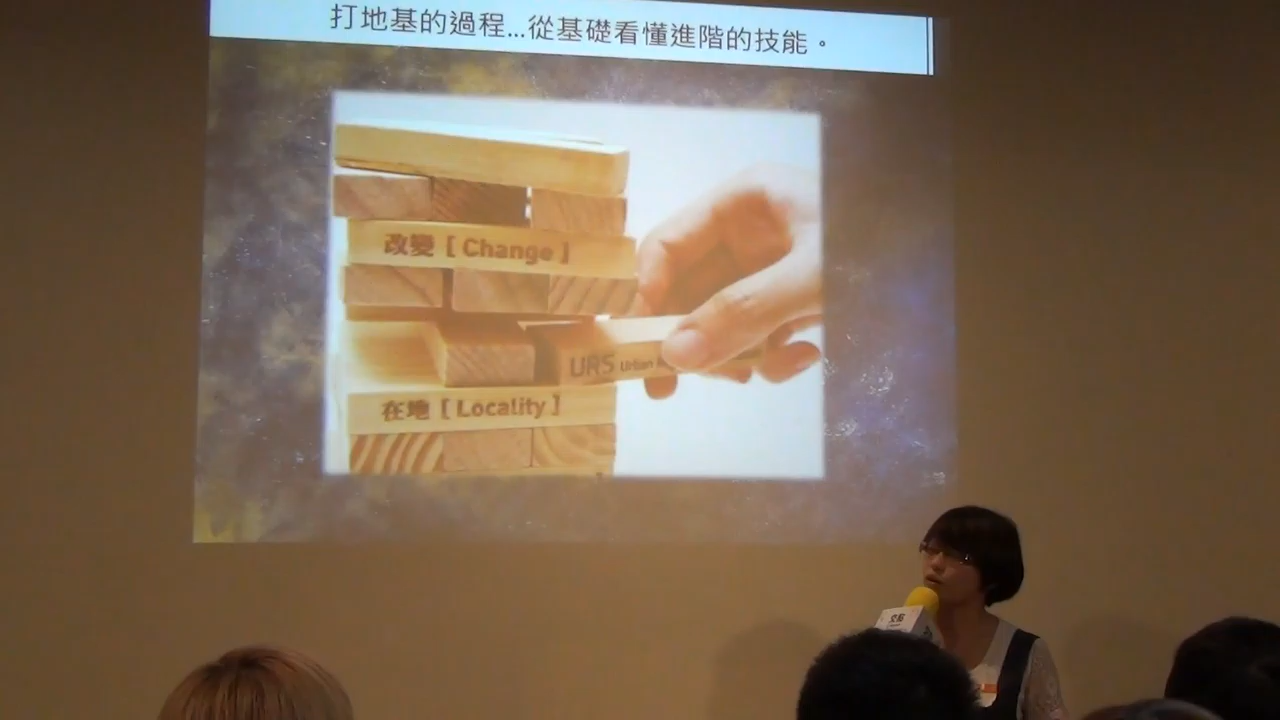 打地基的過程...從基礎看懂進階的技能。
改變 [ Change ]
URS Urban
在地 [ Locality ]